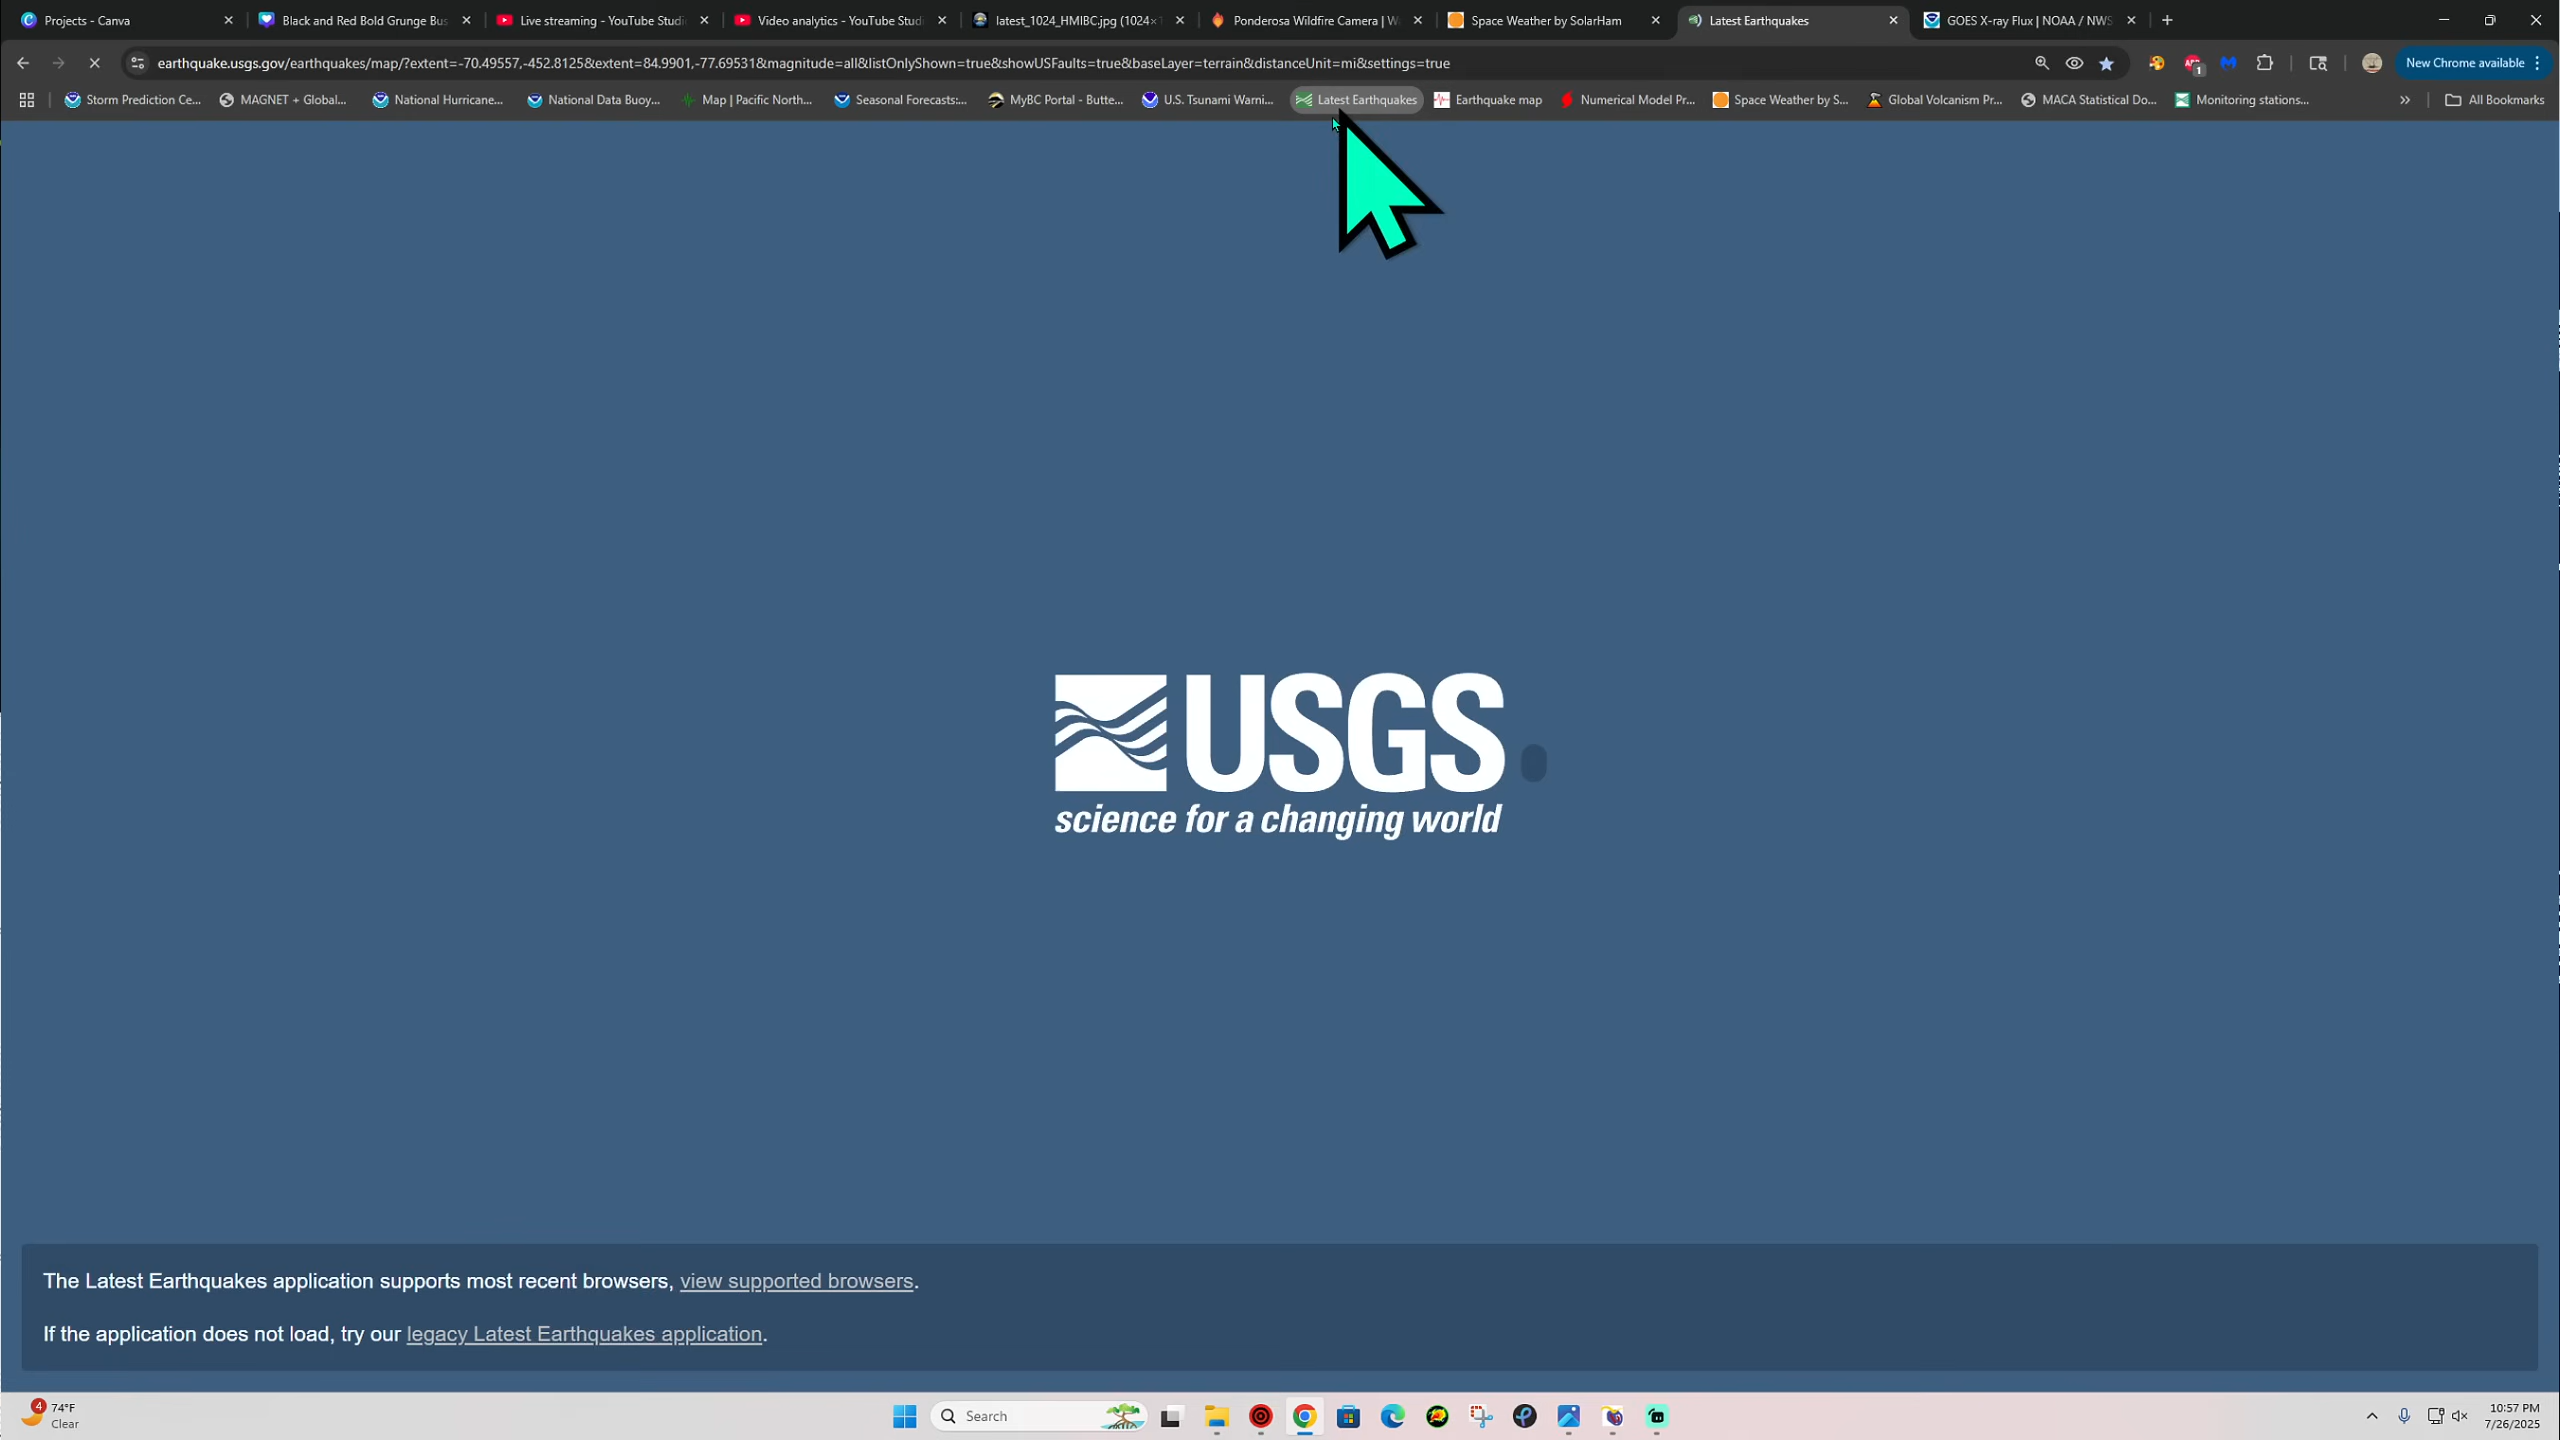 Projects - Canva
Black and Red Bold Grunge Bus
Live streaming - YouTube Studi
Video analytics - YouTube Studi
latest_1024_HMIBC.jpg (1024×
Ponderosa Wildfire Camera | W
Space Weather by SolarHam
Latest Earthquakes
GOES X-ray Flux | NOAA / NWS
earthquake.usgs.gov/earthquakes/map/?extent=-70.49557,-452.8125&extent=84.9901,-77.69531&magnitude=all&listOnlyShown=true&showUSFaults=true&baseLayer=terrain&distanceUnit=mi&settings=true
1
New Chrome available
Storm Prediction Ce...
MAGNET + Global...
National Hurricane...
National Data Buoy...
Map | Pacific North...
Seasonal Forecasts:...
MyBC Portal - Butte...
U.S. Tsunami Warni...
Latest Earthquakes
Earthquake map
Numerical Model Pr...
Space Weather by S...
Global Volcanism Pr...
MACA Statistical Do...
Monitoring stations...
All Bookmarks
USGS
science for a changing world
The Latest Earthquakes application supports most recent browsers, view supported browsers.
If the application does not load, try our legacy Latest Earthquakes application.
4
74°F
Clear
Search
10:57 PM
7/26/2025